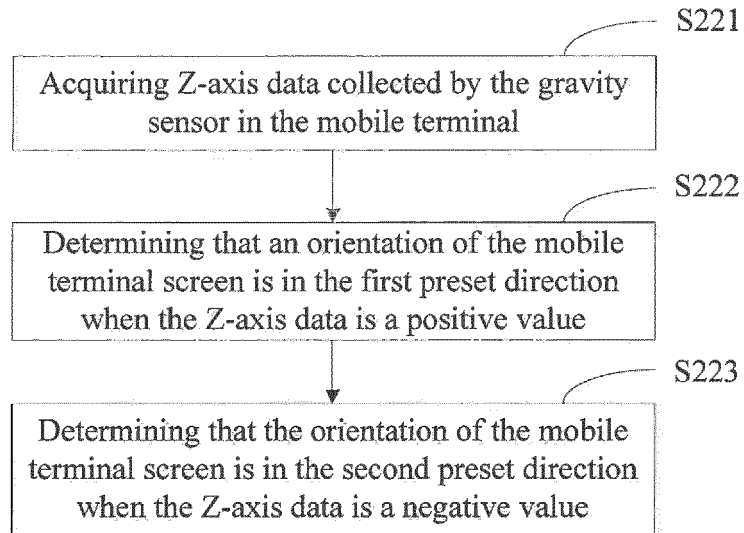 S221
Acquiring Z-axis data collected by the gravity
sensor in the mobile terminal
S222
Determining that an orientation of the mobile
terminal screen is in the first preset direction
when the Z-axis data is a positive value
S223
Determining that the orientation of the mobile
terminal screen is in the second preset direction
when the Z-axis data is a negative value